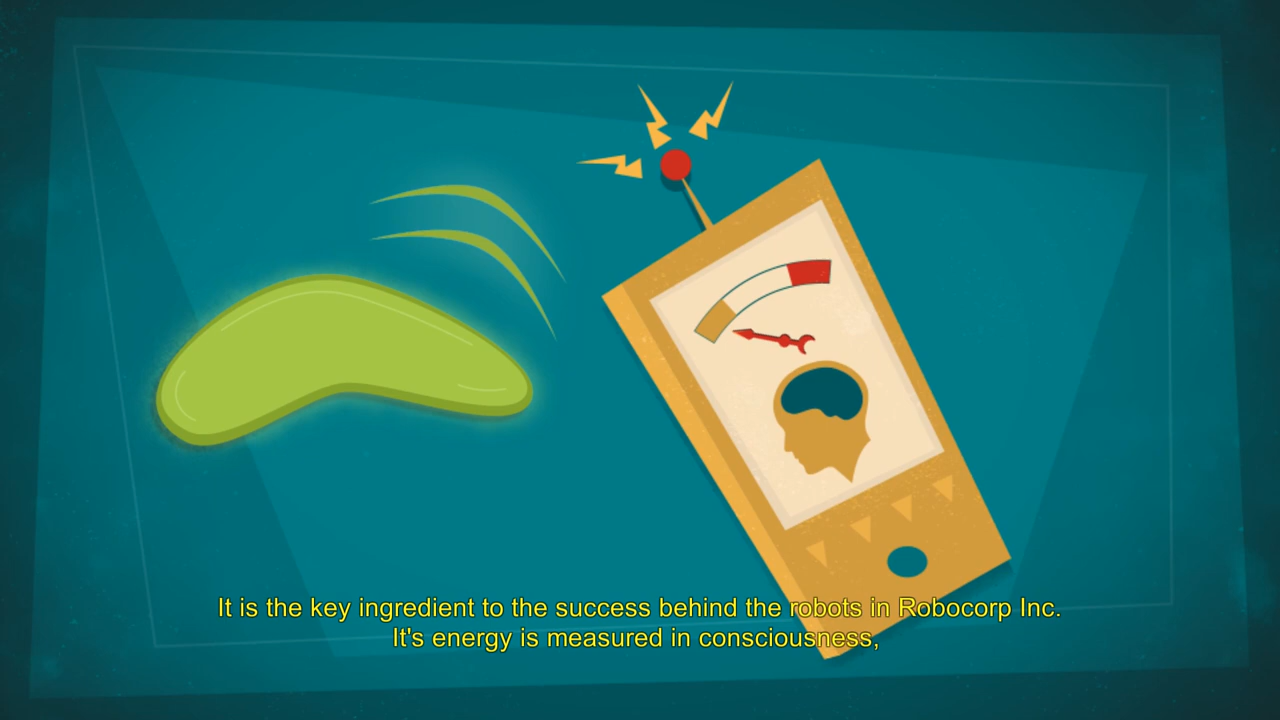 It is the key ingredient to the success behind the robots in Robocorp Inc.
It's energy is measured in consciousness,